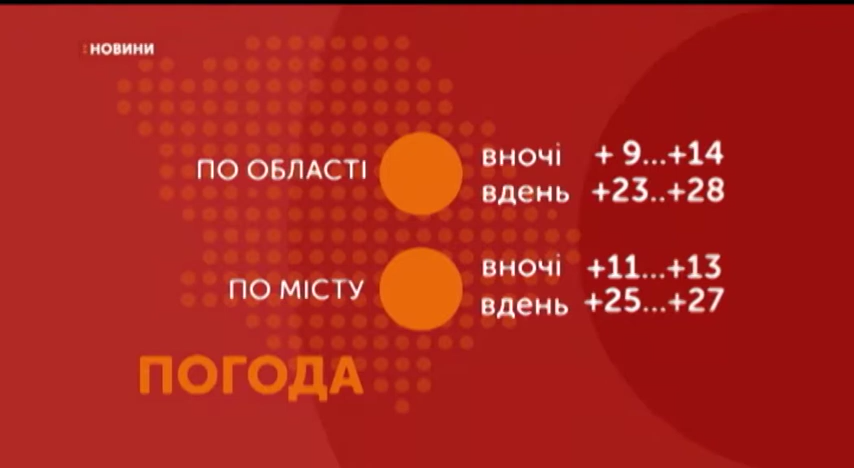 :НОВИНИ
ПО ОБЛАСТІ
вночі + 9...+14
вдень +23..+28
ПО МІСТУ
вночі +11...+13
вдень +25...+27
ПОГОДА